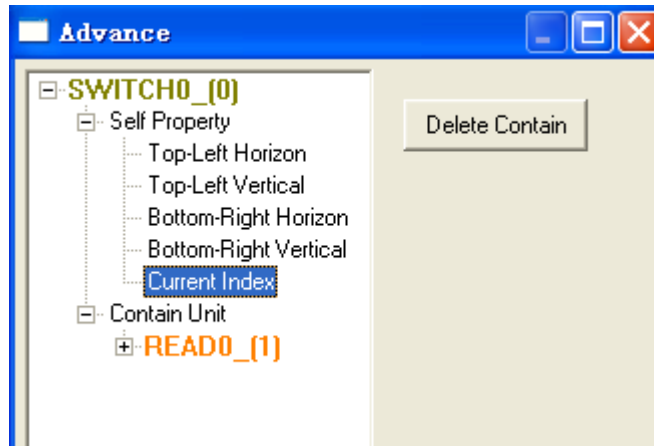 Advance
SWITCH0_(0)
Self Property
Delete Contain
Top-Left Horizon
Top-Left Vertical
Bottom-Right Horizon
Bottom-Right Vertical
Current Index
Contain Unit
READ0_(1)